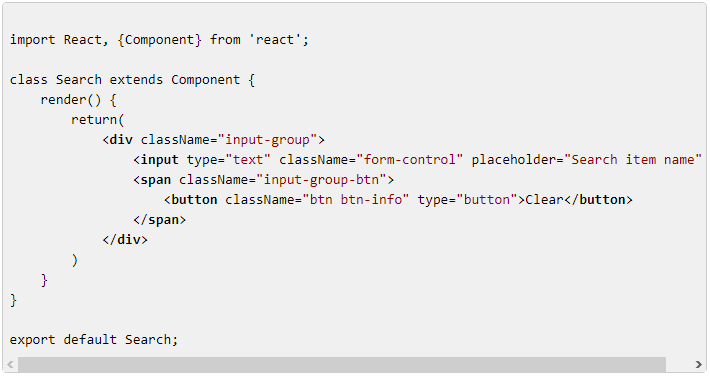 import React, {Component} from 'react';
class Search extends Component {
    render() {
        return(
            <div className="input-group">
                <input type="text" className="form-control" placeholder="Search item name"
                <span className="input-group-btn">
                    <button className="btn btn-info" type="button">Clear</button>
                </span>
            </div>
        )
    }
}
export default Search;